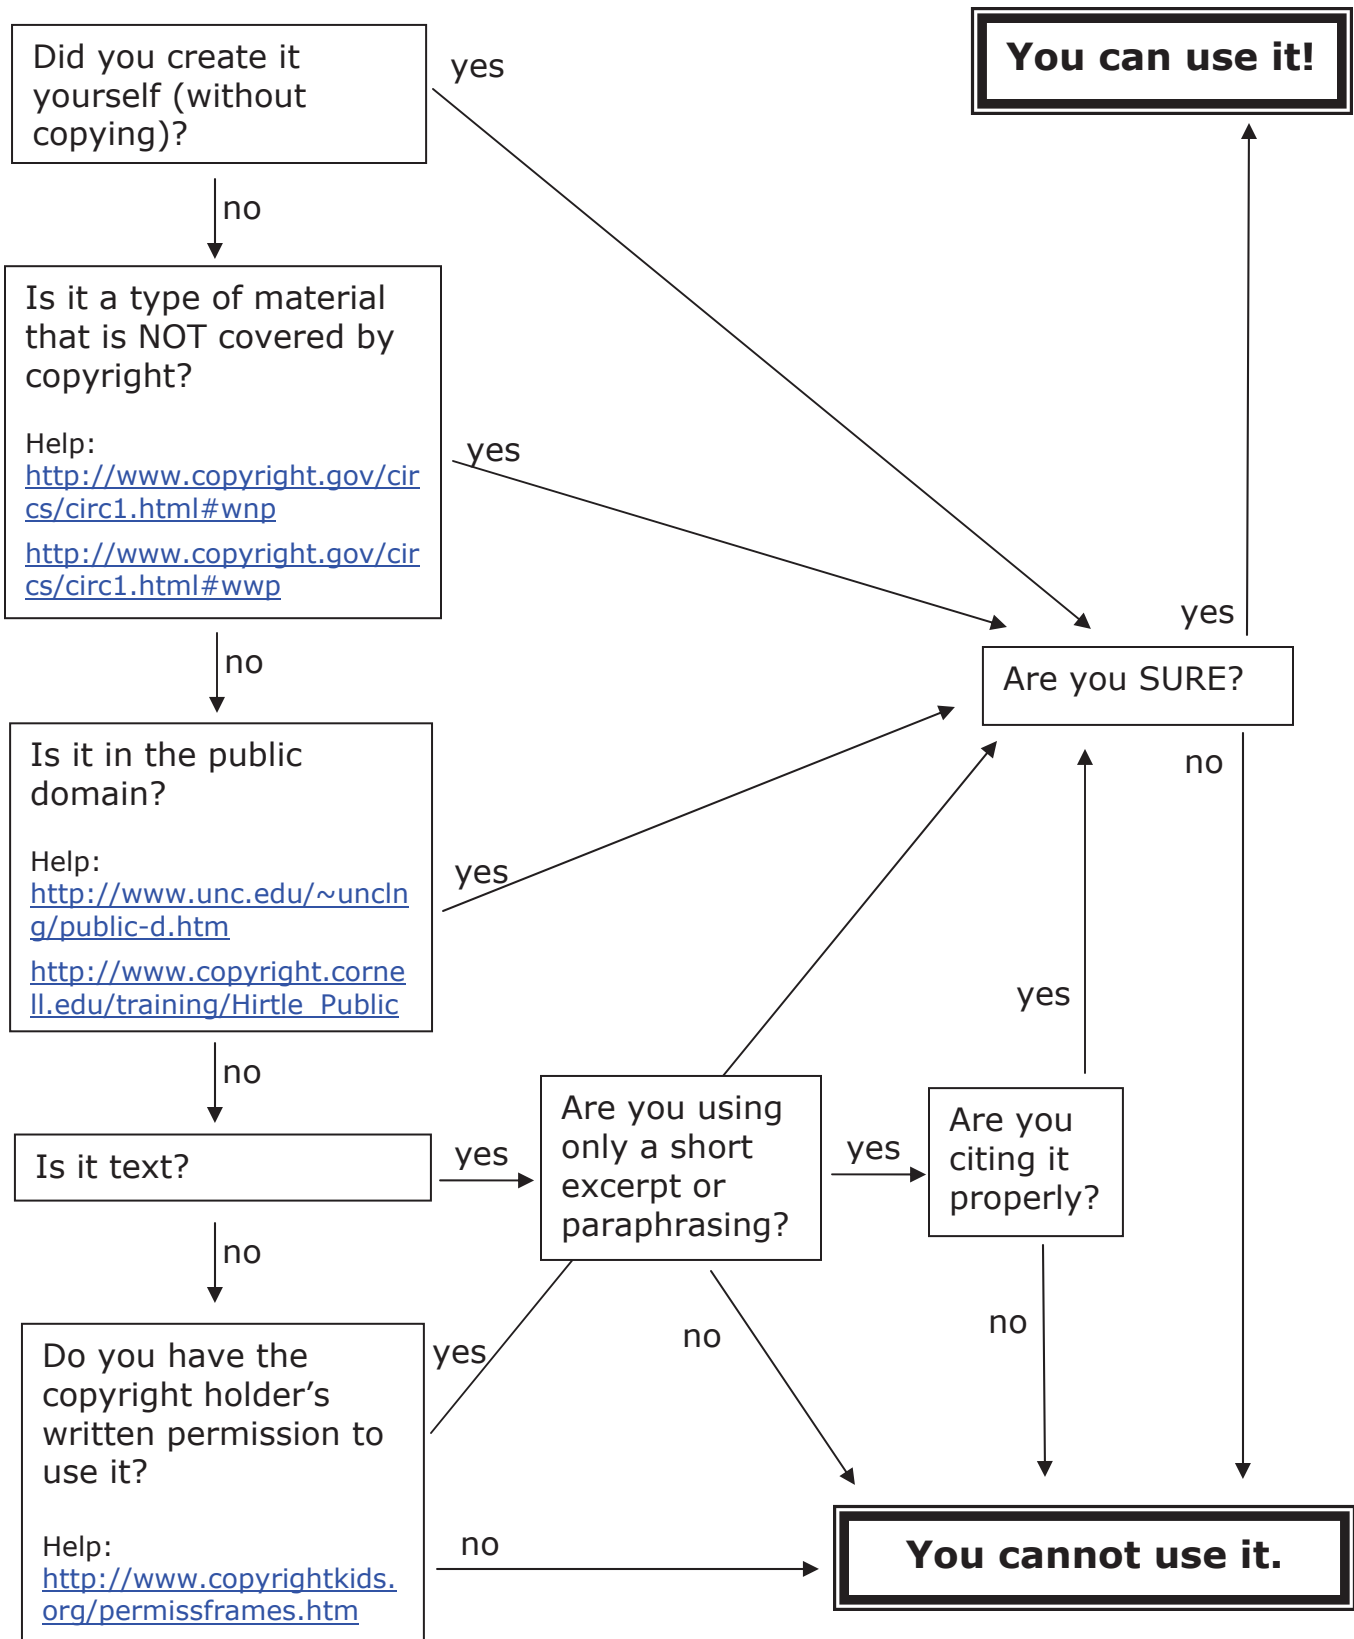 Did you create it
yourself (without
copying)?
yes
You can use it!
no
Is it a type of material
that is NOT covered by
copyright?
Help:
http://www.copyright.gov/cir
cs/circ1.html#wnp
http://www.copyright.gov/cir
cs/circ1.html#wwp
yes
yes
Are you SURE?
no
no
Is it in the public
domain?
Help:
http://www.unc.edu/~uncln
g/public-d.htm
http://www.copyright.corne
ll.edu/training/Hirtle_Public
yes
yes
no
Is it text?
yes
Are you using
only a short
excerpt or
paraphrasing?
yes
Are you
citing it
properly?
no
no
no
Do you have the
copyright holder’s
written permission to
use it?
Help:
http://www.copyrightkids.
org/permissframes.htm
yes
no
You cannot use it.